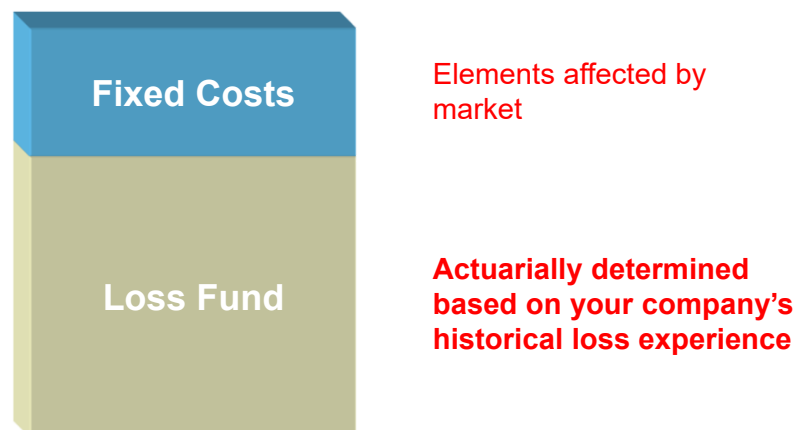 Fixed Costs
Elements affected by
market
Loss Fund
Actuarially determined
based on your company’s
historical loss experience